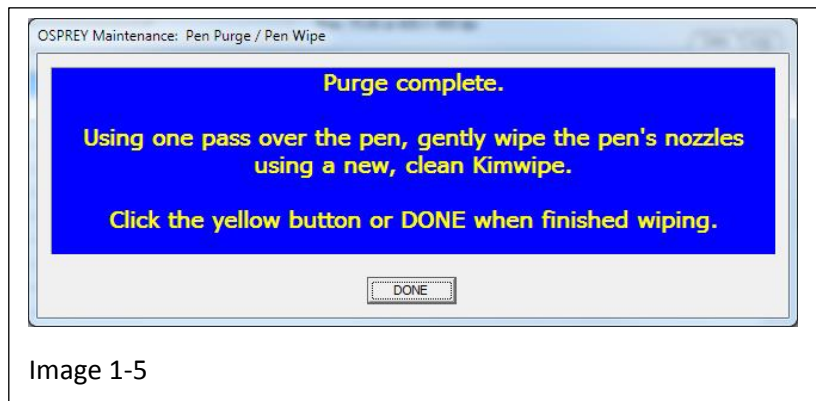 OSPREY Maintenance: Pen Purge / Pen Wipe
Purge complete.
Using one pass over the pen, gently wipe the pen's nozzles
using a new, clean Kimwipe.
Click the yellow button or DONE when finished wiping.
DONE
Image 1-5